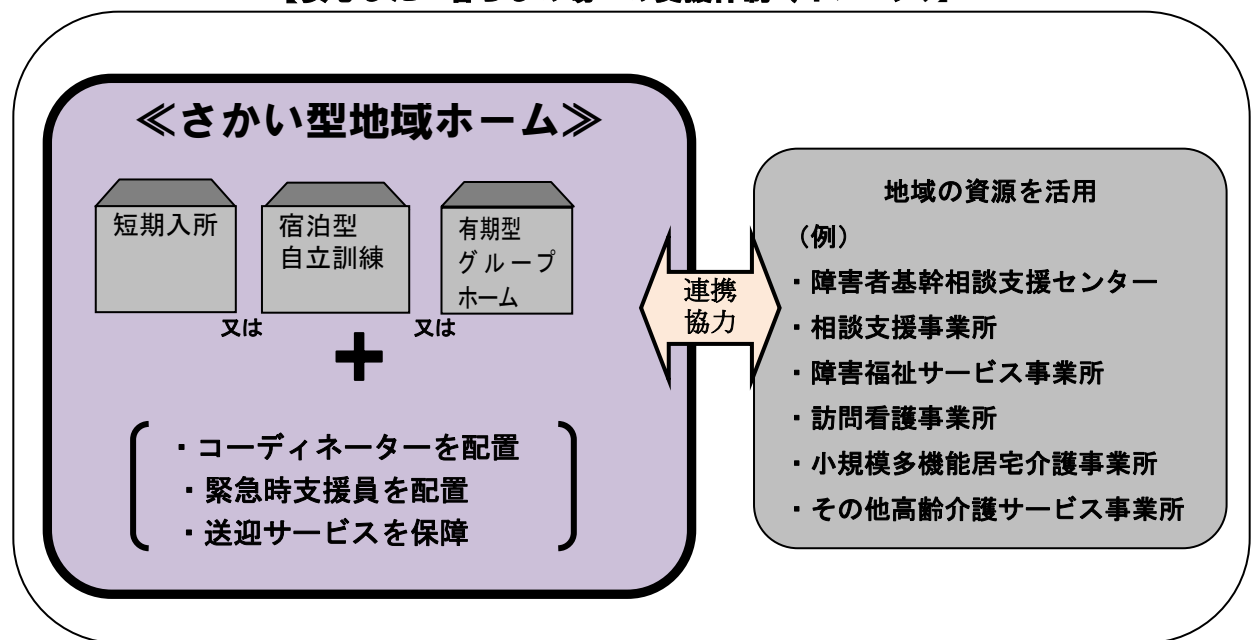 ≪さかい型地域ホーム≫
短期入所
宿泊型
自立訓練
有期型
グループ
ホーム
又は
又は
+
・コーディネーターを配置
・緊急時支援員を配置
・送迎サービスを保障
連携
協力
地域の資源を活用
（例）
・障害者基幹相談支援センター
・相談支援事業所
・障害福祉サービス事業所
・訪問看護事業所
・小規模多機能居宅介護事業所
・その他高齢介護サービス事業所